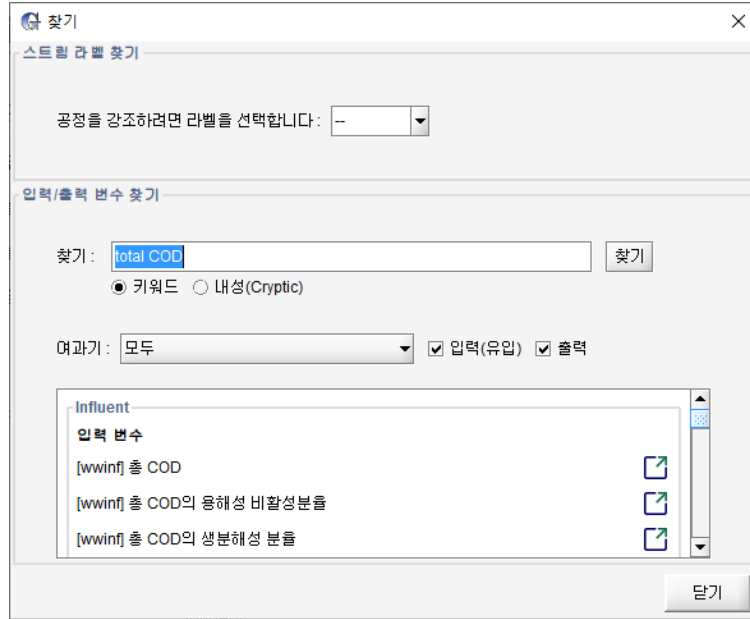 찾기
스트림 라벨 찾기
공정을 강조하려면 라벨을 선택합니다 : --
입력/출력 변수 찾기
찾기 : total COD 찾기
키워드 내성(Cryptic)
여과기 : 모두 입력(유입) 출력
Influent
입력 변수
[wwinf] 총 COD
[wwinf] 총 COD의 용해성 비활성분율
[wwinf] 총 COD의 생분해성 분율
닫기